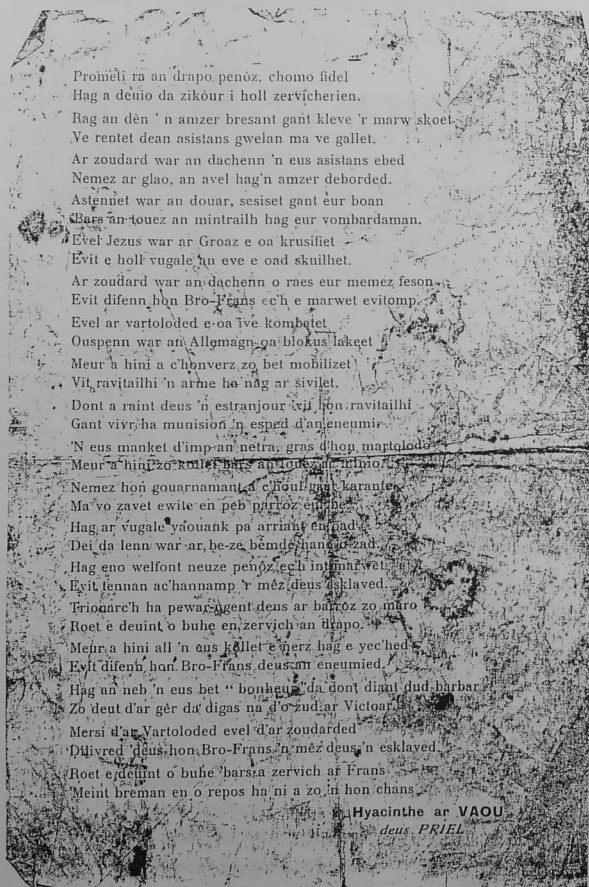 Prometi ra an drapo penôz, chomo fidel
Hag a deuio da zikour i holl zervicherien.
Rag an dén 'n amzer bresant gant kleve 'r marw skoet
Ve rentet dean asistans gwelan ma ve gallet.
Ar zoudard war an dachenn 'n eus asistans ebed
Nemez ar glao, an avel hag'n amzer deborded.
Astennet war an douar, sesiset gant eur boan
Bars an touez an mintrailh hag eur vombardaman.
Evel Jezus war ar Groaz e oa krusifiet
Evit e holl vugale an eve e oad skuilhet.
Ar zoudard war an dachenn o raes eur memez feson
Evit difenn hon Bro-Frans ec'h e marwet evitomp.
Evel ar vartoloded e oa ive kombatet
Ouspenn war an Allemagn oa blokus lakeet
Meur a hini a c'honverz zo bet mobilizet
Vit ravitailhi 'n arme ha nag ar sivilet.
Dont a raint deus 'n estranjour vit hon ravitailhi
Gant vivr ha munision 'n esped d'an eneumi
'N eus manket d'imp an netra, gras d'hon martolodo
Meur a hini zo kollet bars an touez ar
Nemez hon gouarnamant a c'hout gant karante
Ma vo zavet ewite en peb parroz eur be
Hag ar vugale yaouank pa arriant en oad
Dei da lenn war ar be-ze bemde hano o zad
Hag eno welfont neuze penôz ec'h int marwet
Evit lennan ac'hannamp 'r mêz deus esklaved.
Trionarc'h ha pewar-ugent deus ar barroz zo maro
Roet e deuint o buhe en zervich an drapo.
Meur a hini all 'n eus kollet e nerz hag e yec'hed
Evit difenn hon Bro-Frans deus an eneumied.
Hag an neb 'n eus bet " bonheur " da dont diant dud barbar
Zo deut d'ar gêr da digas na d'o zud ar Victoar
Mersi d'ar Vartoloded evel d'ar zoudarded
Dilivred deus hon Bro-Frans 'n mêz deus 'n esklaved.
Roet e deuint o buhe 'bars a zervich ar Frans
Meint breman en o repos ha ni a zo 'n hon chans
Hyacinthe ar VAOU
deus PRIEL